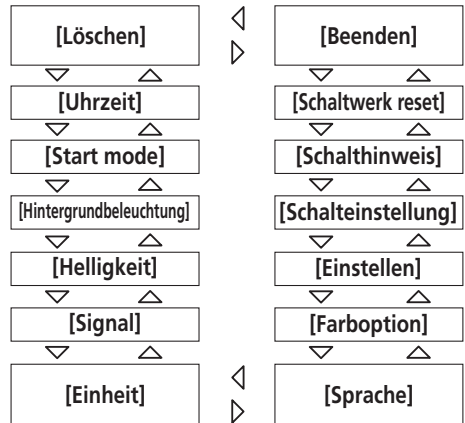 [Löschen]
[Beenden]
[Uhrzeit]
[Schaltwerk reset]
[Start mode]
[Schalthinweis]
[Hintergrundbeleuchtung]
[Schalteinstellung]
[Helligkeit]
[Einstellen]
[Signal]
[Farboption]
[Einheit]
[Sprache]